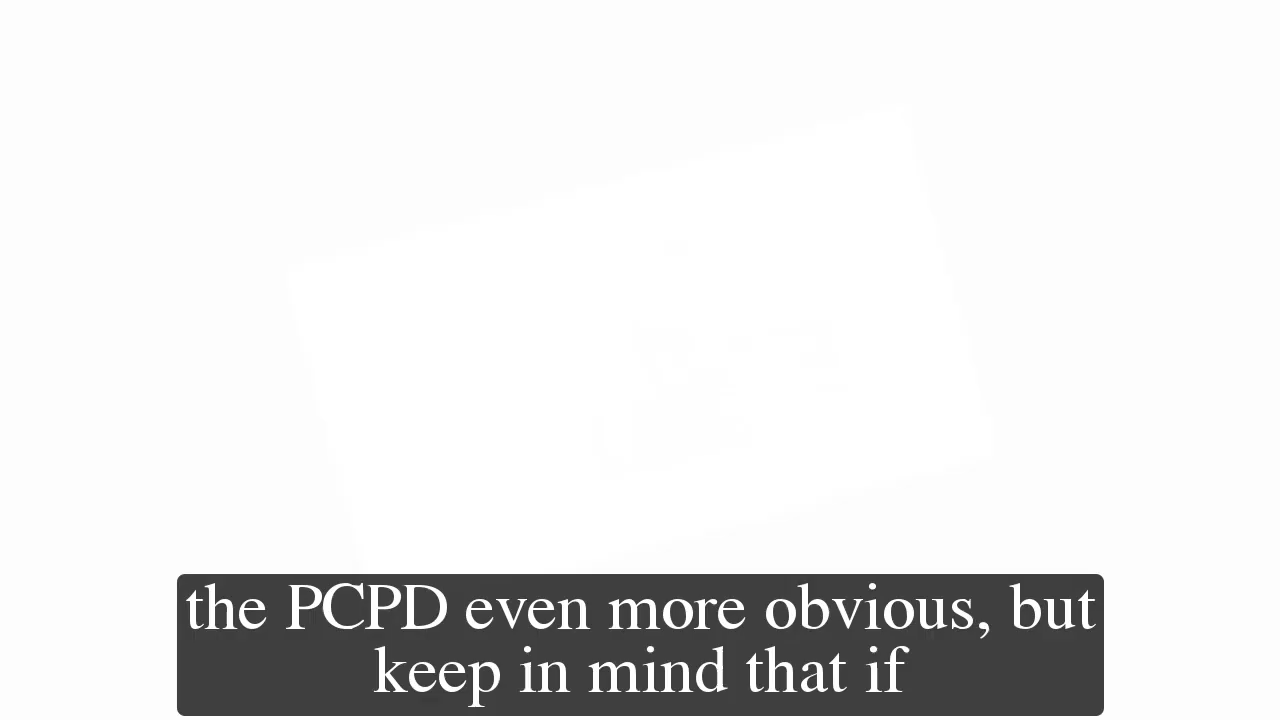 the PCPD even more obvious, but
keep in mind that if